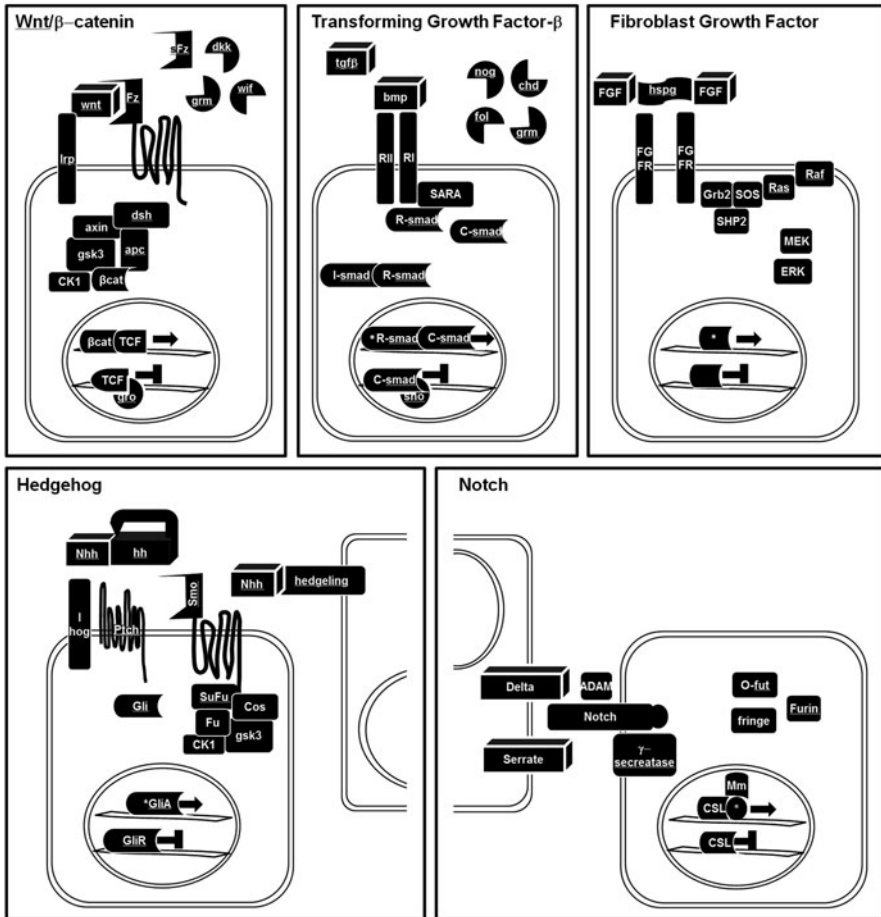 Wnt/β–catenin
sFz
dkk
grm
wif
wnt
Fz
lrp
dsh
axin
gsk3
apc
CK1
βcat
βcat
TCF
TCF
gro
Transforming Growth Factor-β
tgfβ
bmp
nog
chd
fol
grm
RII
RI
SARA
R-smad
C-smad
I-smad
R-smad
*R-smad
C-smad
C-smad
sno
Fibroblast Growth Factor
FGF
hspg
FGF
FG
FR
FG
FR
Grb2
SOS
Ras
Raf
SHP2
MEK
ERK
*
Hedgehog
Nhh
hh
I
hog
Ptch
Smo
Nhh
hedgeling
Gli
SuFu
Cos
Fu
gsk3
CK1
*GliA
GliR
Notch
Delta
ADAM
Notch
Serrate
γ–
secreatase
O-fut
fringe
Furin
Mm
CSL
*
CSL